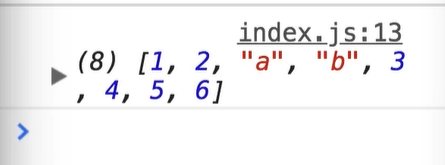 index.js:13
(8) [1, 2, "a", "b", 3
, 4, 5, 6]